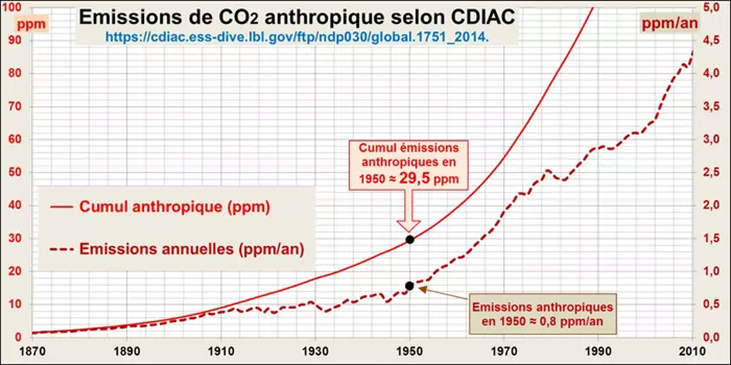 Emissions de CO2 anthropique selon CDIAC
https://cdiac.ess-dive.lbl.gov/ftp/ndp030/global.1751_2014.
ppm
ppm/an
100
90
80
70
60
50
40
30
20
10
0
5,0
4,5
4,0
3,5
3,0
2,5
2,0
1,5
1,0
0,5
0,0
Cumul émissions
anthropiques en
1950 ≈ 29,5 ppm
Cumul anthropique (ppm)
Emissions annuelles (ppm/an)
Emissions anthropiques
en 1950 ≈ 0,8 ppm/an
1870
1890
1910
1930
1950
1970
1990
2010